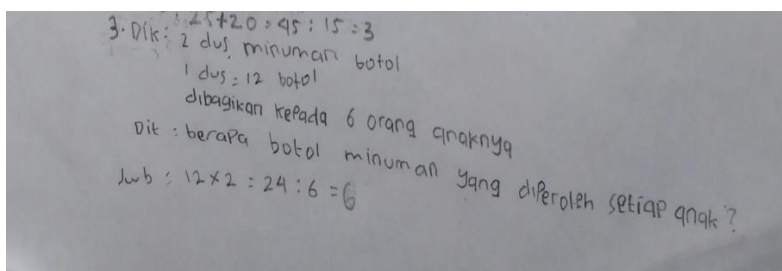 25+20 = 45 : 15 = 3
3. Dik : 2 dus minuman botol
1 dus = 12 botol
dibagikan kepada 6 orang anaknya
Dit : berapa botol minuman yang diperoleh setiap anak?
Jwb : 12 x 2 = 24 : 6 = 6